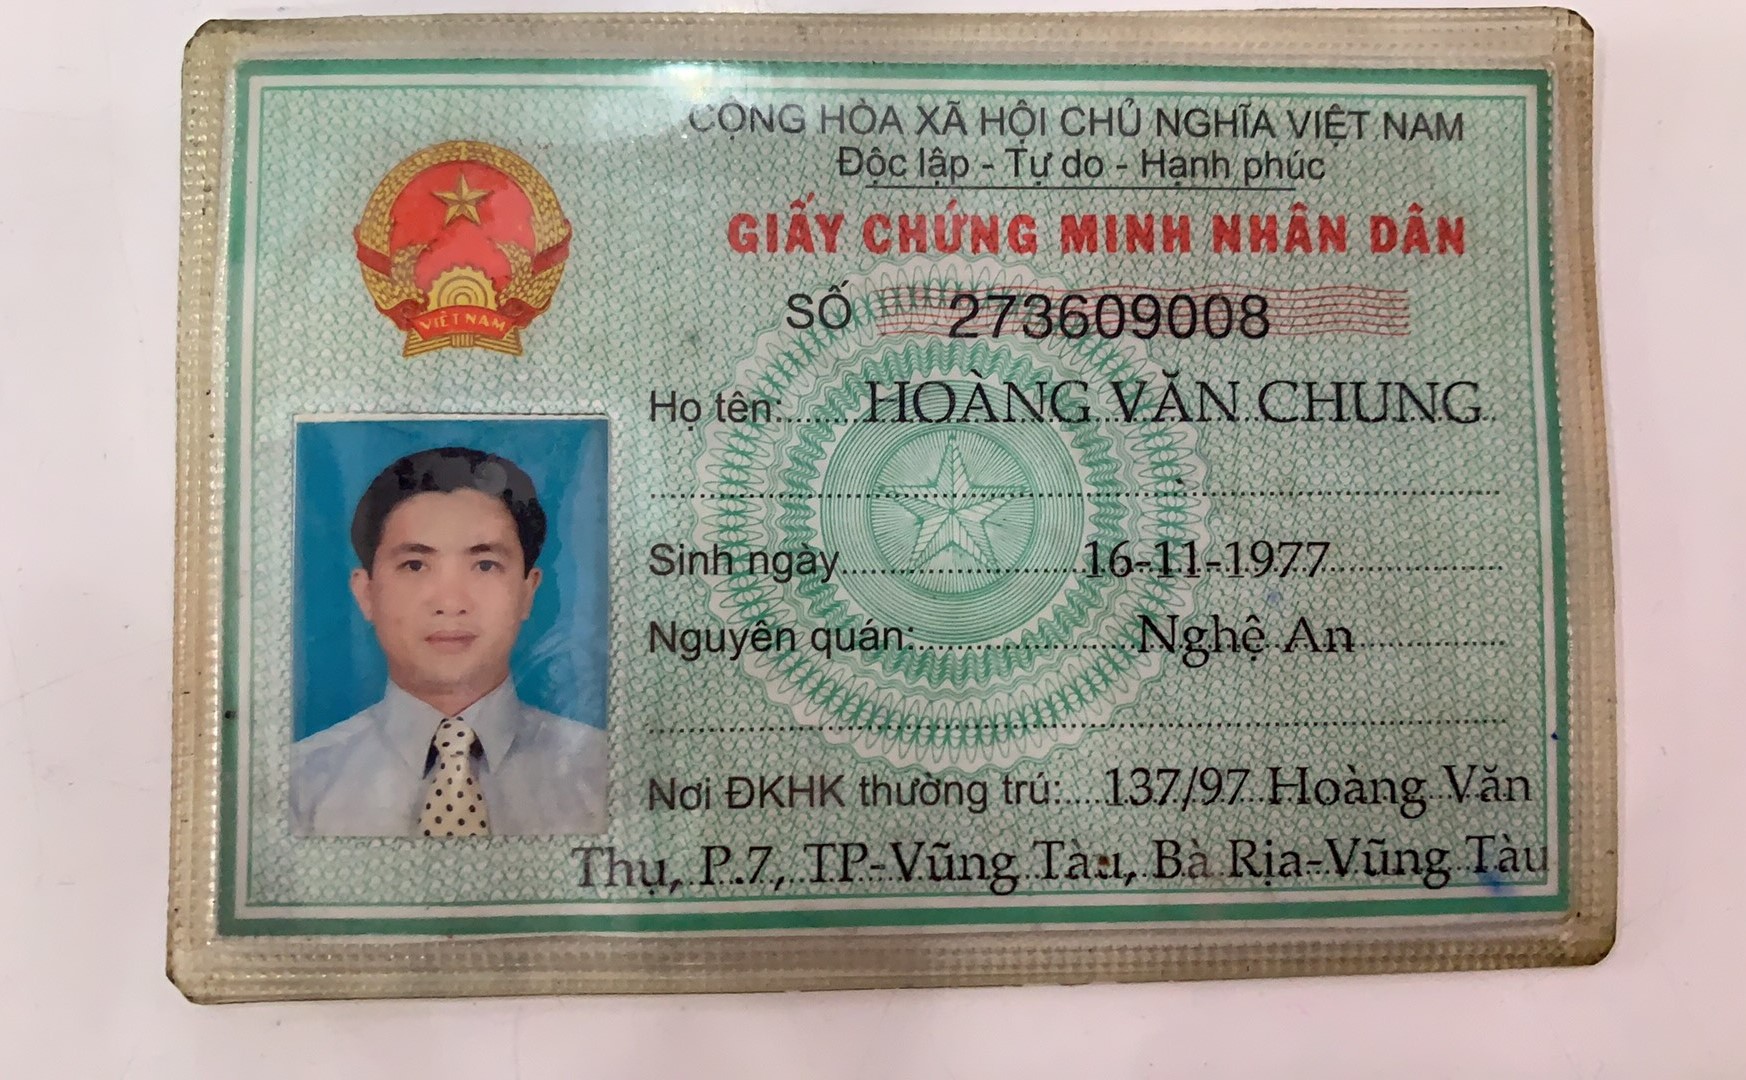 CỘNG HÒA XÃ HỘI CHỦ NGHĨA VIỆT NAM
Độc lập - Tự do - Hạnh phúc
GIẤY CHỨNG MINH NHÂN DÂN
VIỆT NAM
SỐ 273609008
Họ tên: HOÀNG VĂN CHUNG
Sinh ngày 16-11-1977
Nguyên quán: Nghệ An
Nơi ĐKHK thường trú: 137/97 Hoàng Văn
Thụ, P.7, TP-Vũng Tàu, Bà Rịa-Vũng Tàu